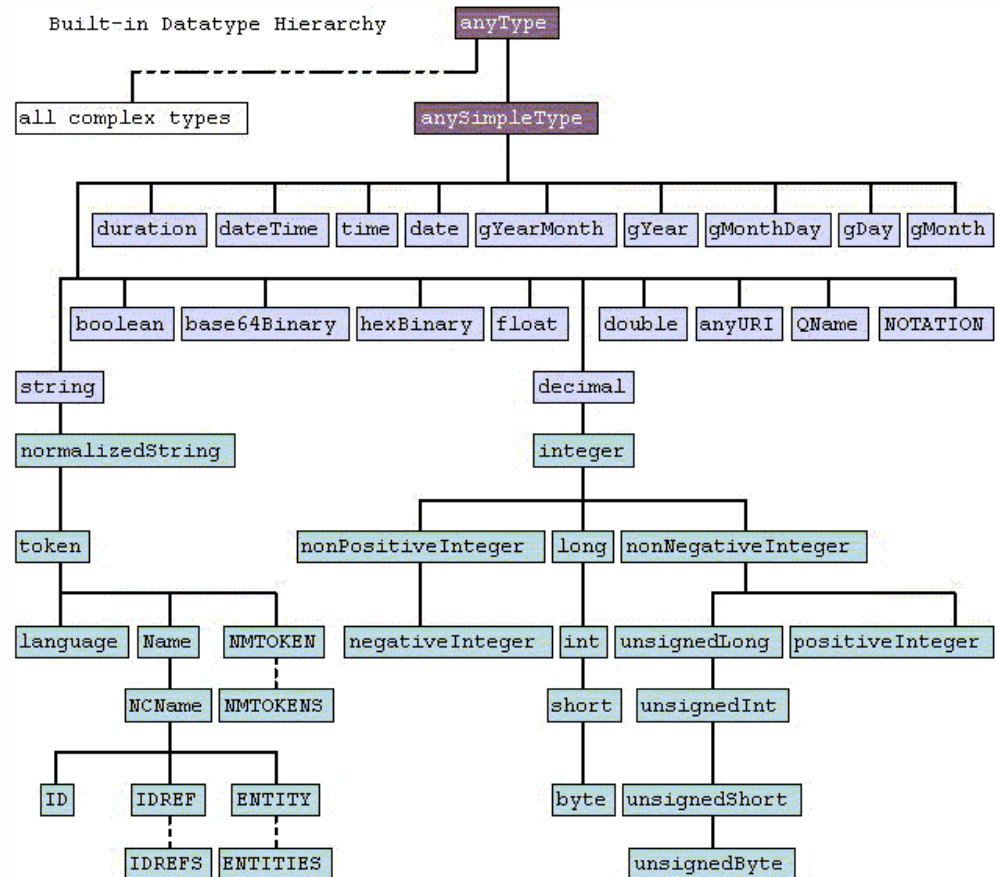 Built-in Datatype Hierarchy
anyType
all complex types
anySimpleType
duration dateTime time date gYearMonth gYear gMonthDay gDay gMonth
boolean base64Binary hexBinary float double anyURI QName NOTATION
string decimal
normalizedString integer
token nonPositiveInteger long nonNegativeInteger
language Name NMTOKEN negativeInteger int unsignedLong positiveInteger
NCName NMTOKENS short unsignedInt
ID IDREF ENTITY byte unsignedShort
IDREFS ENTITIES unsignedByte